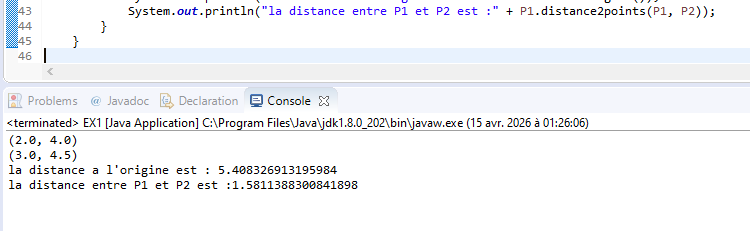 43 System.out.println("la distance entre P1 et P2 est :" + P1.distance2points(P1, P2));
44 }
45 }
46
Problems @ Javadoc Declaration Console
<terminated> EX1 [Java Application] C:\Program Files\Java\jdk1.8.0_202\bin\javaw.exe (15 avr. 2026 à 01:26:06)
(2.0, 4.0)
(3.0, 4.5)
la distance a l'origine est : 5.408326913195984
la distance entre P1 et P2 est :1.5811388300841898